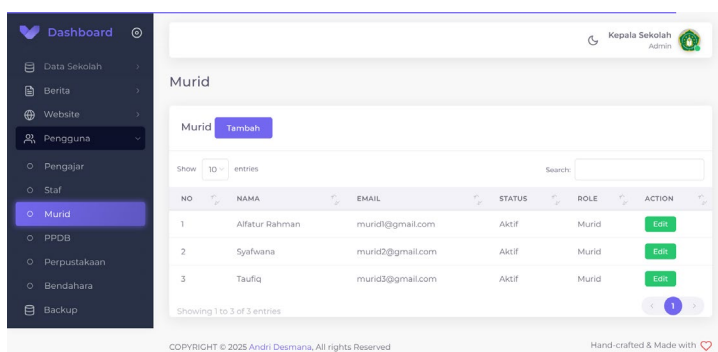 Dashboard
Kepala Sekolah
Admin
Data Sekolah
Berita
Website
Pengguna
Pengajar
Staf
Murid
PPDB
Perpustakaan
Bendahara
Backup
Murid
Murid Tambah
Show 10 entries
Search:
NO NAMA EMAIL STATUS ROLE ACTION
1 Alfatur Rahman murid1@gmail.com Aktif Murid Edit
2 Syafwana murid2@gmail.com Aktif Murid Edit
3 Taufiq murid3@gmail.com Aktif Murid Edit
Showing 1 to 3 of 3 entries
1
COPYRIGHT © 2025 Andri Desmana, All rights Reserved
Hand-crafted & Made with